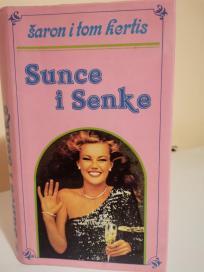 šaron i tom kertis
Sunce
i Senke